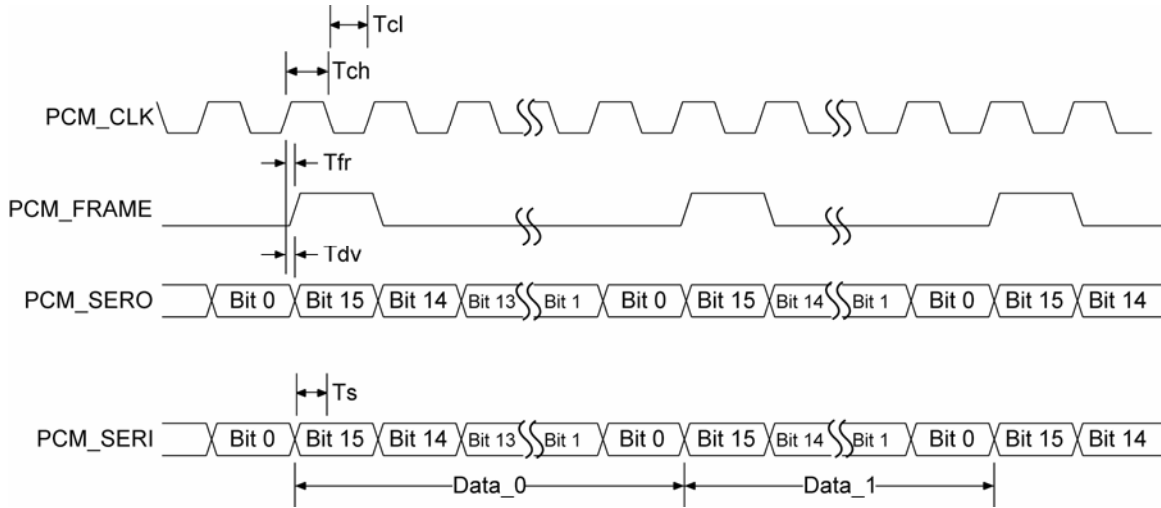 Tcl
Tch
PCM_CLK
Tfr
PCM_FRAME
Tdv
PCM_SERO Bit 0 Bit 15 Bit 14 Bit 13 Bit 1 Bit 0 Bit 15 Bit 14 Bit 1 Bit 0 Bit 15 Bit 14
Ts
PCM_SERI Bit 0 Bit 15 Bit 14 Bit 13 Bit 1 Bit 0 Bit 15 Bit 14 Bit 1 Bit 0 Bit 15 Bit 14
Data_0 Data_1